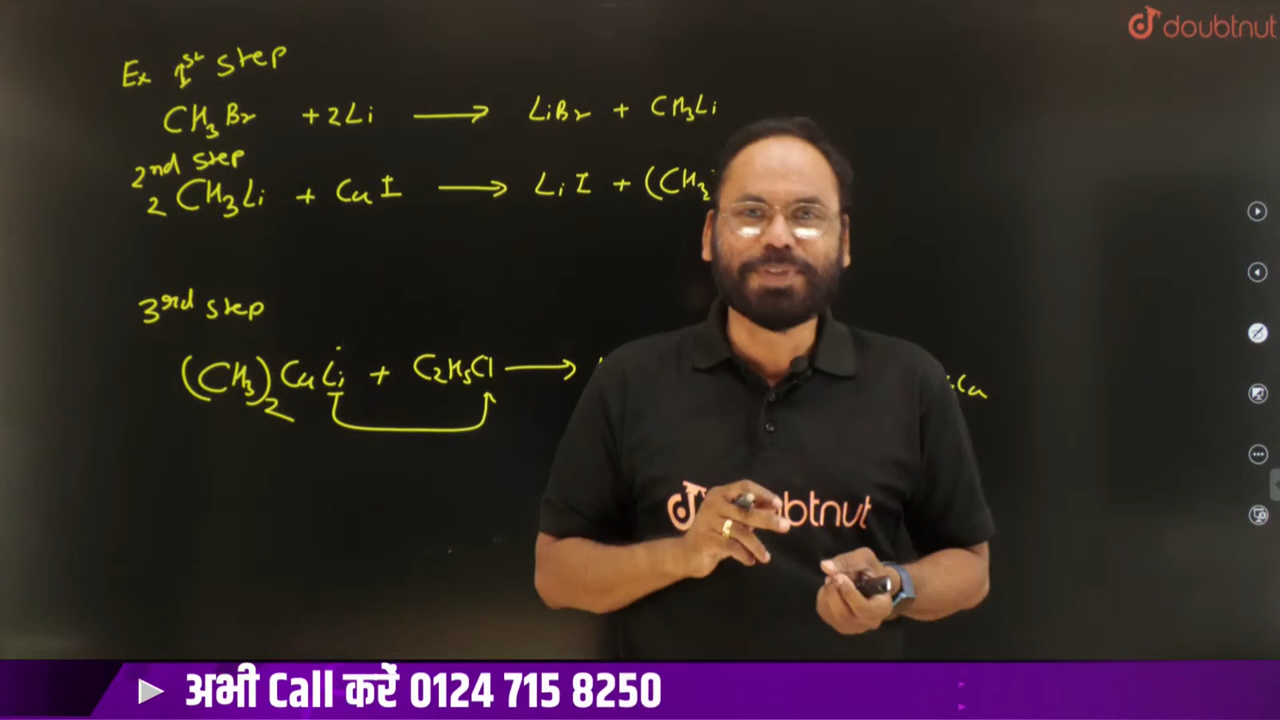 doubtnut
Ex Ist step
CH3Br + 2Li ⟶ LiBr + CH3Li
2nd step
2 CH3Li + CuI ⟶ LiI + (CH3
3rd step
(CH3)2CuLi + C2H5Cl ⟶
doubtnut
अभी Call करें 0124 715 8250